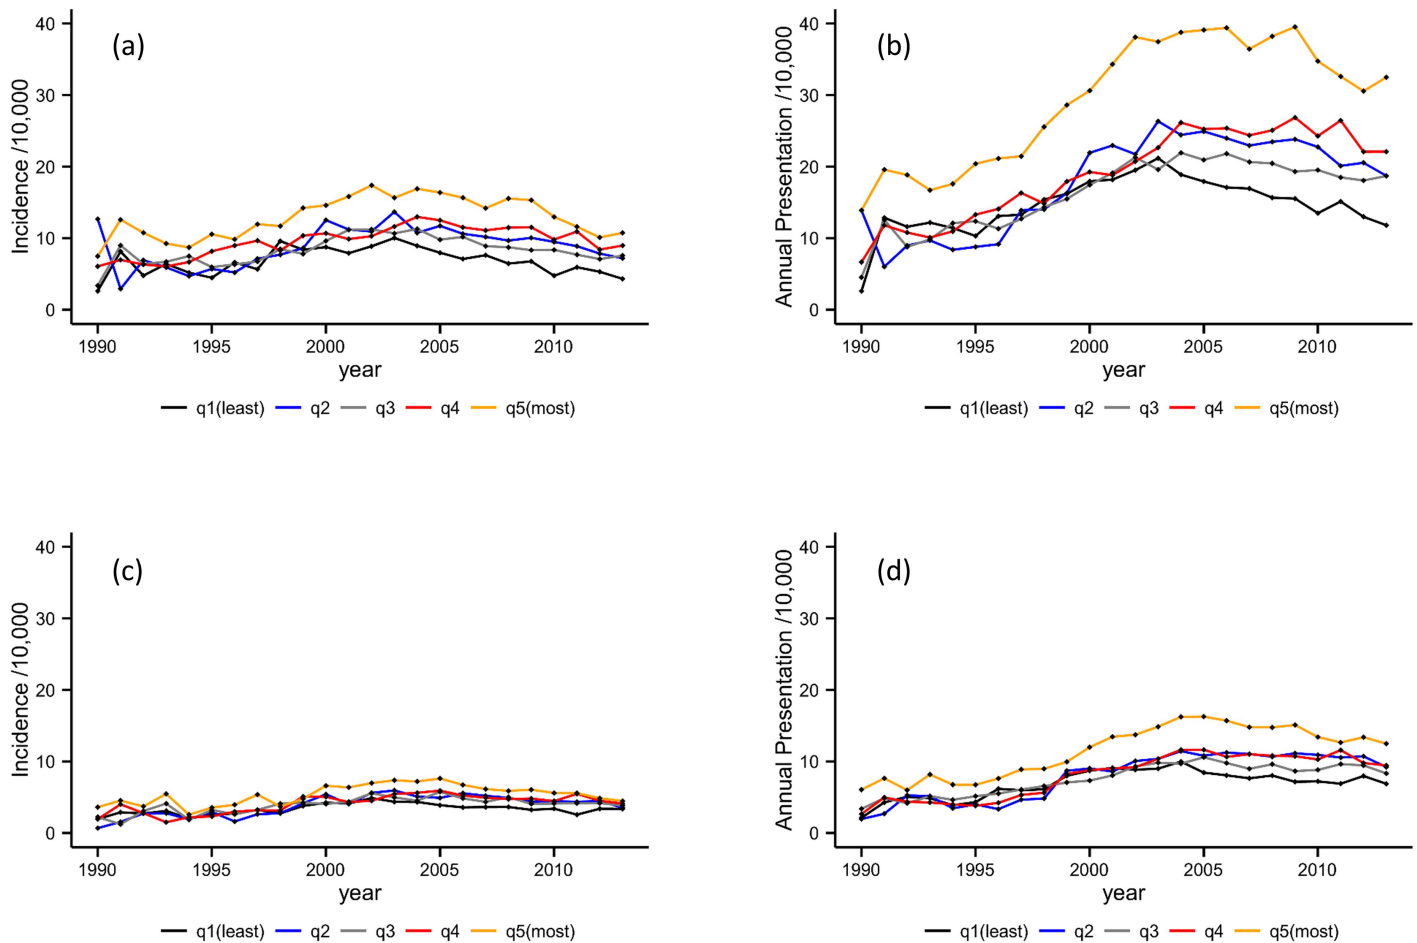 (a)
Incidence /10,000
40
30
20
10
0
1990 1995 2000 2005 2010
year
q1(least) q2 q3 q4 q5(most)
(b)
Annual Presentation /10,000
40
30
20
10
0
1990 1995 2000 2005 2010
year
q1(least) q2 q3 q4 q5(most)
(c)
Incidence /10,000
40
30
20
10
0
1990 1995 2000 2005 2010
year
q1(least) q2 q3 q4 q5(most)
(d)
Annual Presentation /10,000
40
30
20
10
0
1990 1995 2000 2005 2010
year
q1(least) q2 q3 q4 q5(most)